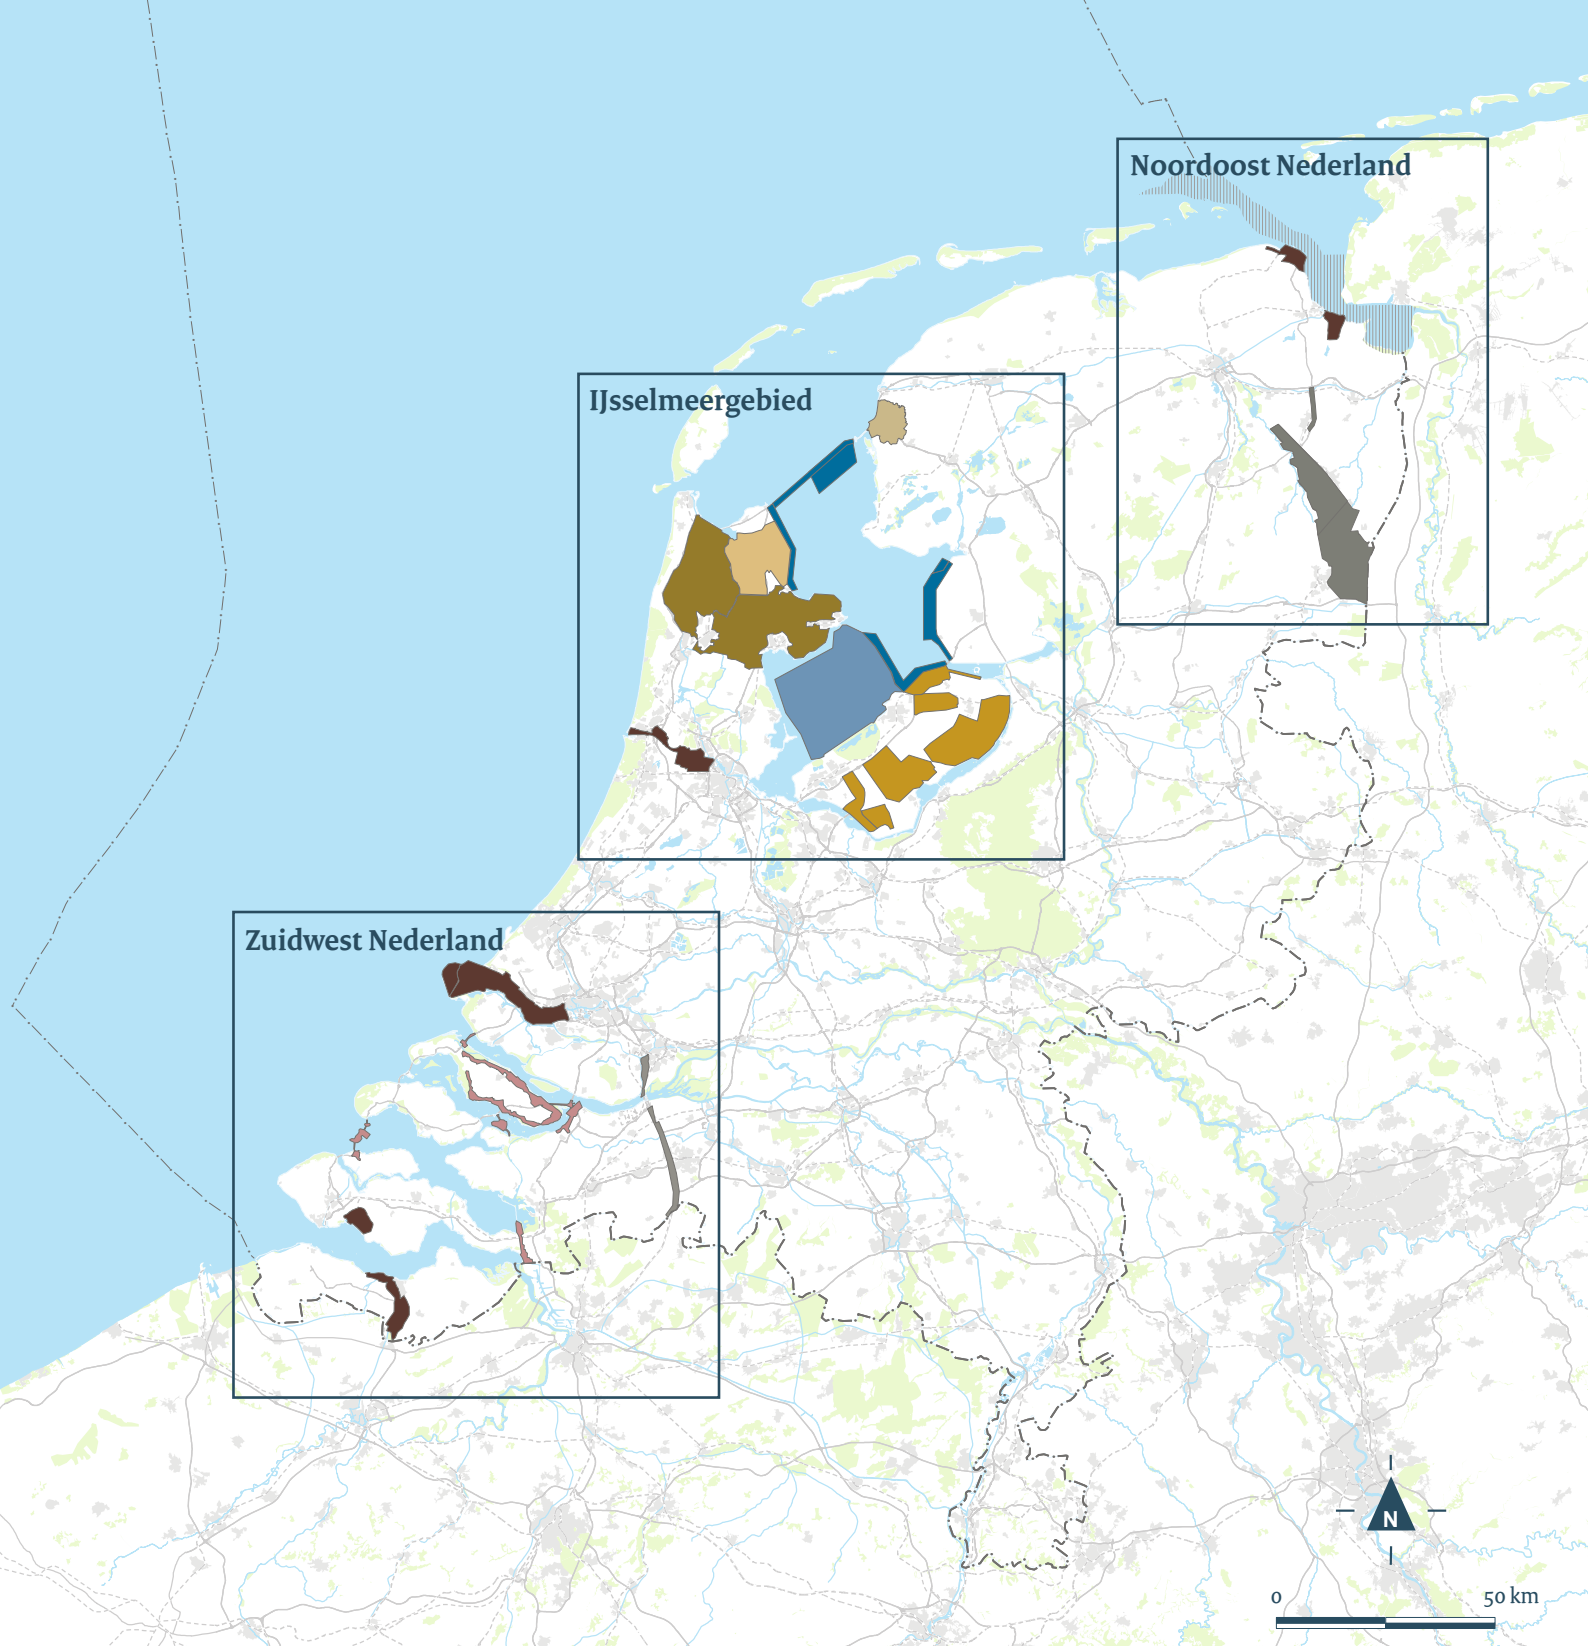 Noordoost Nederland
IJsselmeergebied
Zuidwest Nederland
N
0 50 km